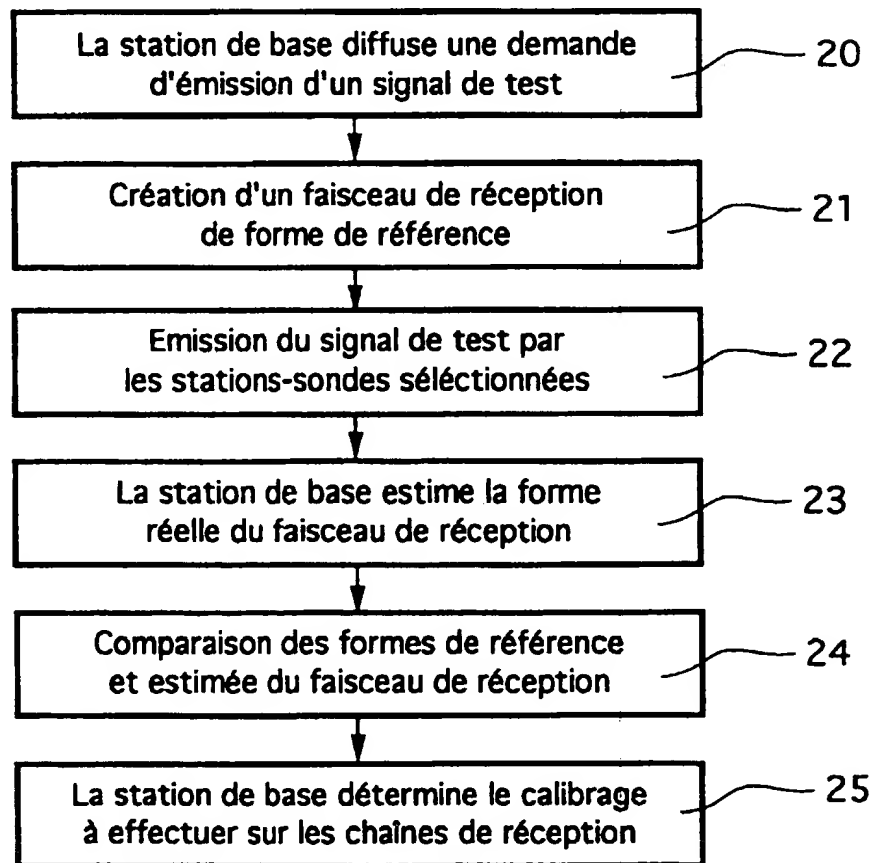 La station de base diffuse une demande
d'émission d'un signal de test
20
Création d'un faisceau de réception
de forme de référence
21
Emission du signal de test par
les stations-sondes séléctionnées
22
La station de base estime la forme
réelle du faisceau de réception
23
Comparaison des formes de référence
et estimée du faisceau de réception
24
La station de base détermine le calibrage
à effectuer sur les chaînes de réception
25